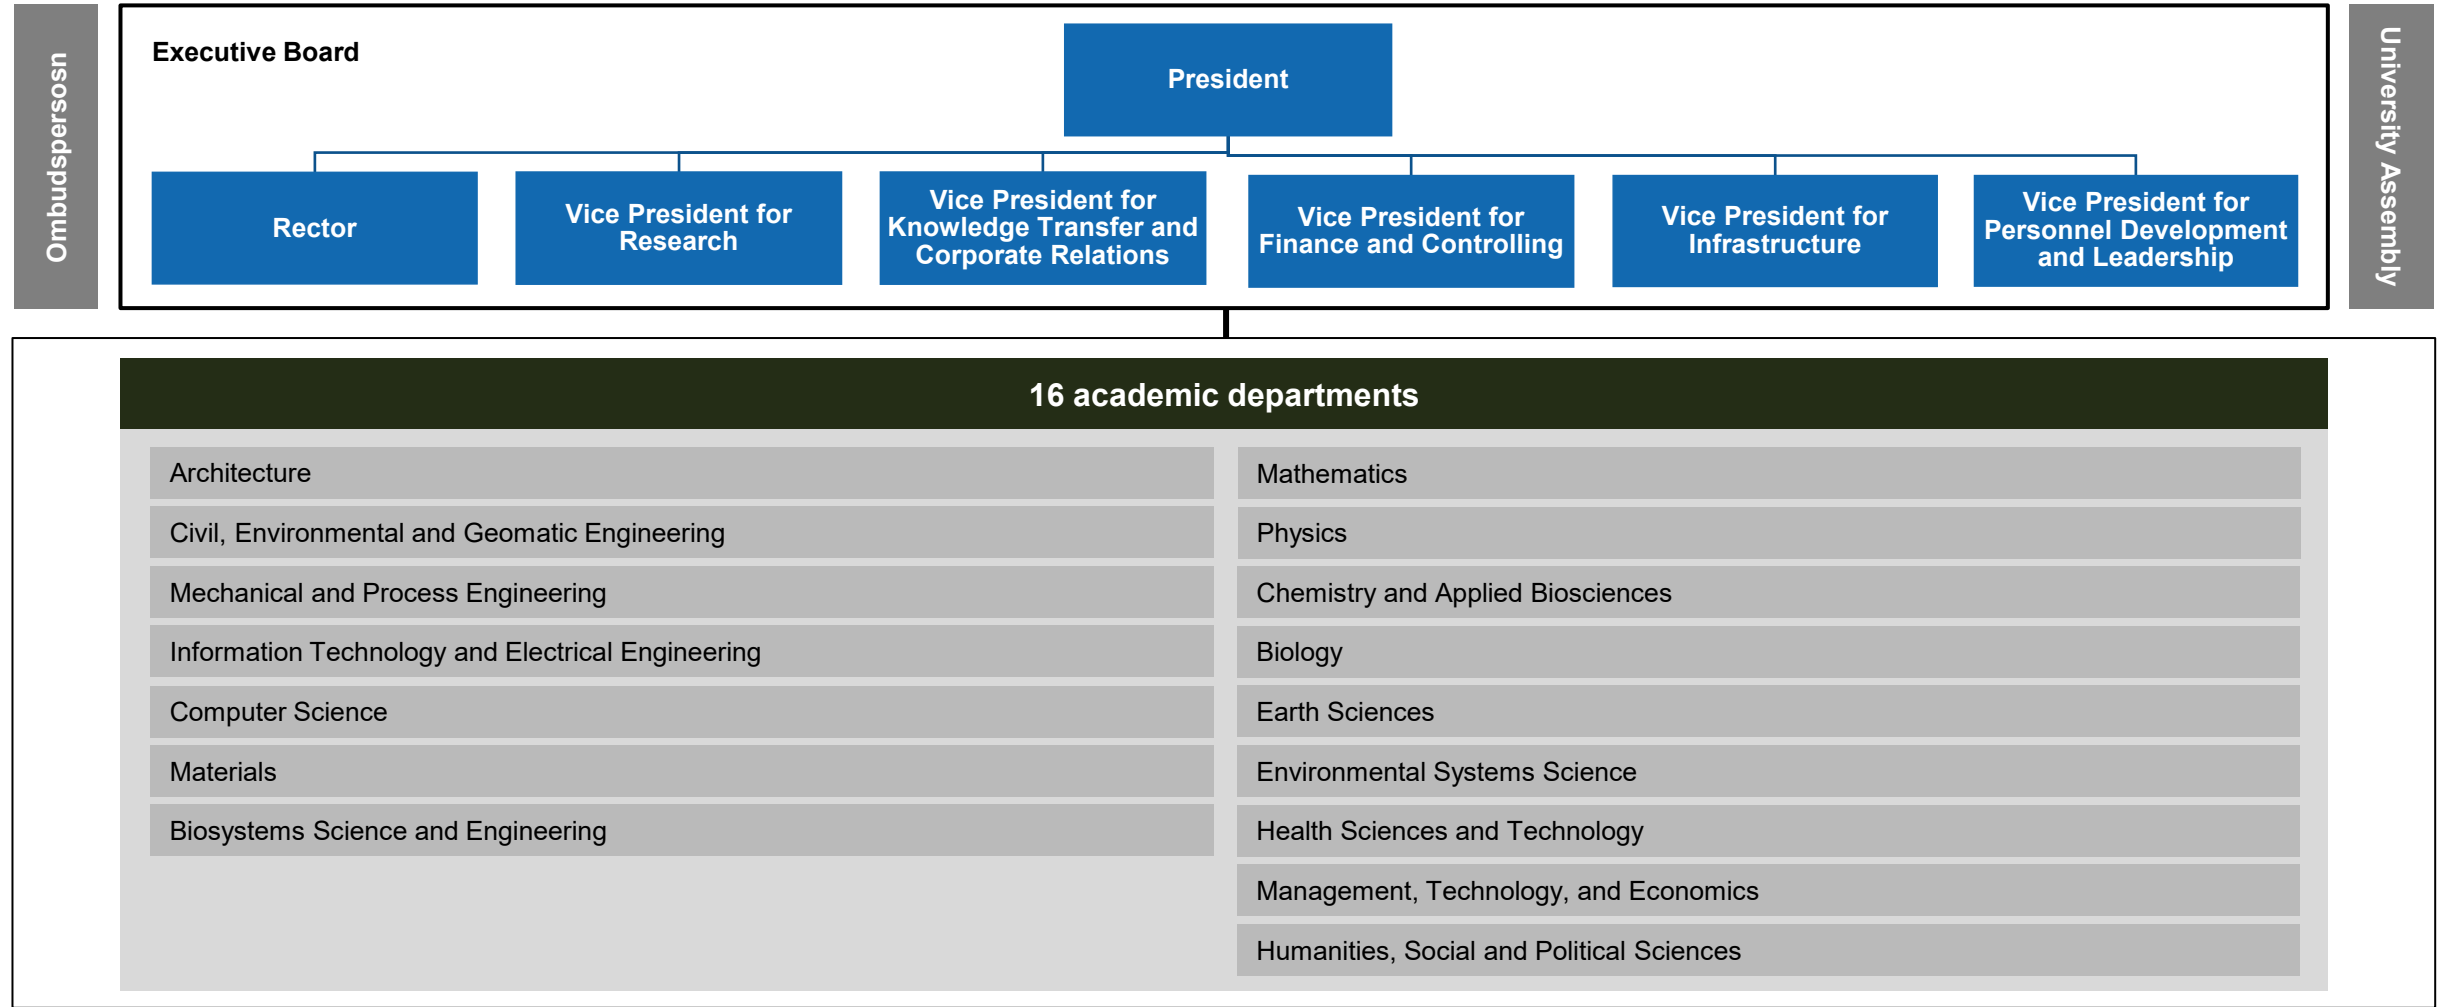 Ombudspersosn
Executive Board
President
Rector
Vice President for
Research
Vice President for
Knowledge Transfer and
Corporate Relations
Vice President for
Finance and Controlling
Vice President for
Infrastructure
Vice President for
Personnel Development
and Leadership
University Assembly
16 academic departments
Architecture
Civil, Environmental and Geomatic Engineering
Mechanical and Process Engineering
Information Technology and Electrical Engineering
Computer Science
Materials
Biosystems Science and Engineering
Mathematics
Physics
Chemistry and Applied Biosciences
Biology
Earth Sciences
Environmental Systems Science
Health Sciences and Technology
Management, Technology, and Economics
Humanities, Social and Political Sciences